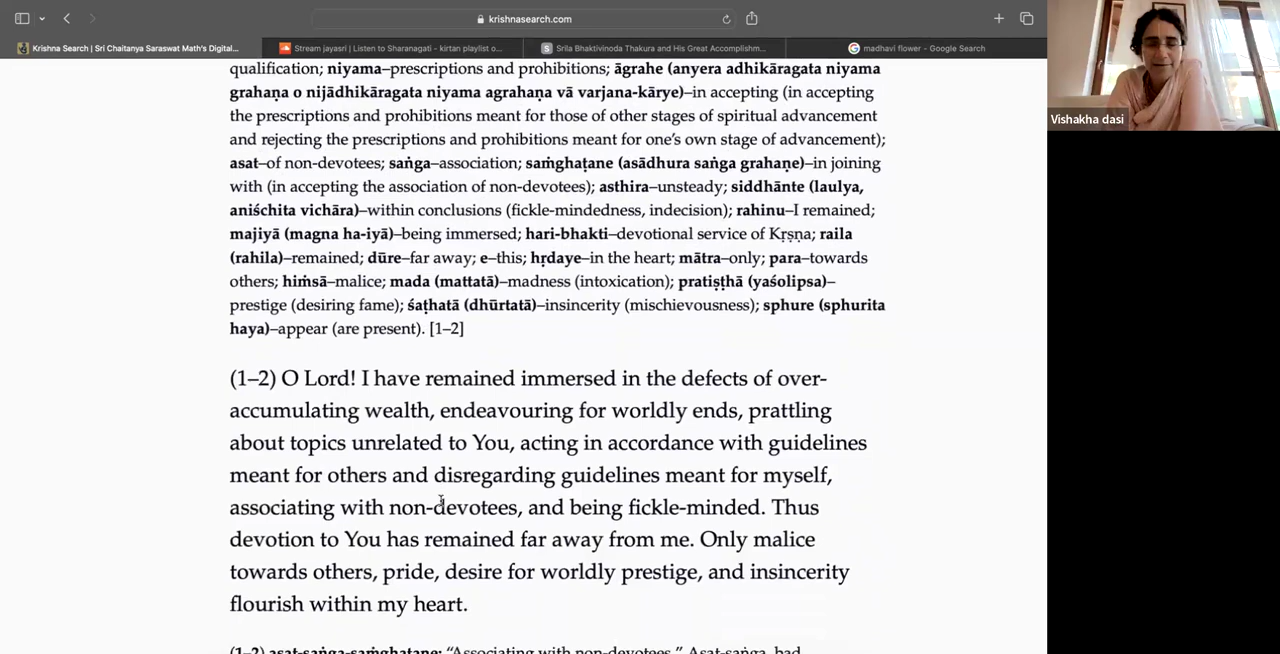 krishnasearch.com
Krishna Search | Sri Chaitanya Saraswat Math's Digital...
Stream jayasri | Listen to Sharanagati - kirtan playlist o...
S
Srila Bhaktivinoda Thakura and His Great Accomplishm...
madhavi flower - Google Search
qualification; niyama–prescriptions and prohibitions; āgrahe (anyera adhikāragata niyama
grahaṇa o nijādhikāragata niyama agrahaṇa vā varjana-kārye)–in accepting (in accepting
the prescriptions and prohibitions meant for those of other stages of spiritual advancement
and rejecting the prescriptions and prohibitions meant for one's own stage of advancement);
asat–of non-devotees; saṅga–association; saṁghaṭane (asādhura saṅga grahaṇe)–in joining
with (in accepting the association of non-devotees); asthira–unsteady; siddhānte (laulya,
aniśchita vichāra)–within conclusions (fickle-mindedness, indecision); rahinu–I remained;
majiyā (magna ha-iyā)–being immersed; hari-bhakti–devotional service of Kṛṣṇa; raila
(rahila)–remained; dūre–far away; e–this; hṛdaye–in the heart; mātra–only; para–towards
others; hiṁsā–malice; mada (mattatā)–madness (intoxication); pratiṣṭhā (yaśolipsa)–
prestige (desiring fame); śaṭhatā (dhūrtatā)–insincerity (mischievousness); sphure (sphurita
haya)–appear (are present). [1–2]
(1–2) O Lord! I have remained immersed in the defects of over-
accumulating wealth, endeavouring for worldly ends, prattling
about topics unrelated to You, acting in accordance with guidelines
meant for others and disregarding guidelines meant for myself,
associating with non-devotees, and being fickle-minded. Thus
devotion to You has remained far away from me. Only malice
towards others, pride, desire for worldly prestige, and insincerity
flourish within my heart.
(1–2) asat-saṅga-saṁghaṭane: "Associating with non-devotees." Asat-saṅga, bad
Vishakha dasi